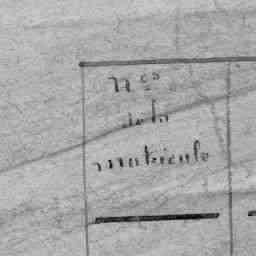 Nos
de la
matricule